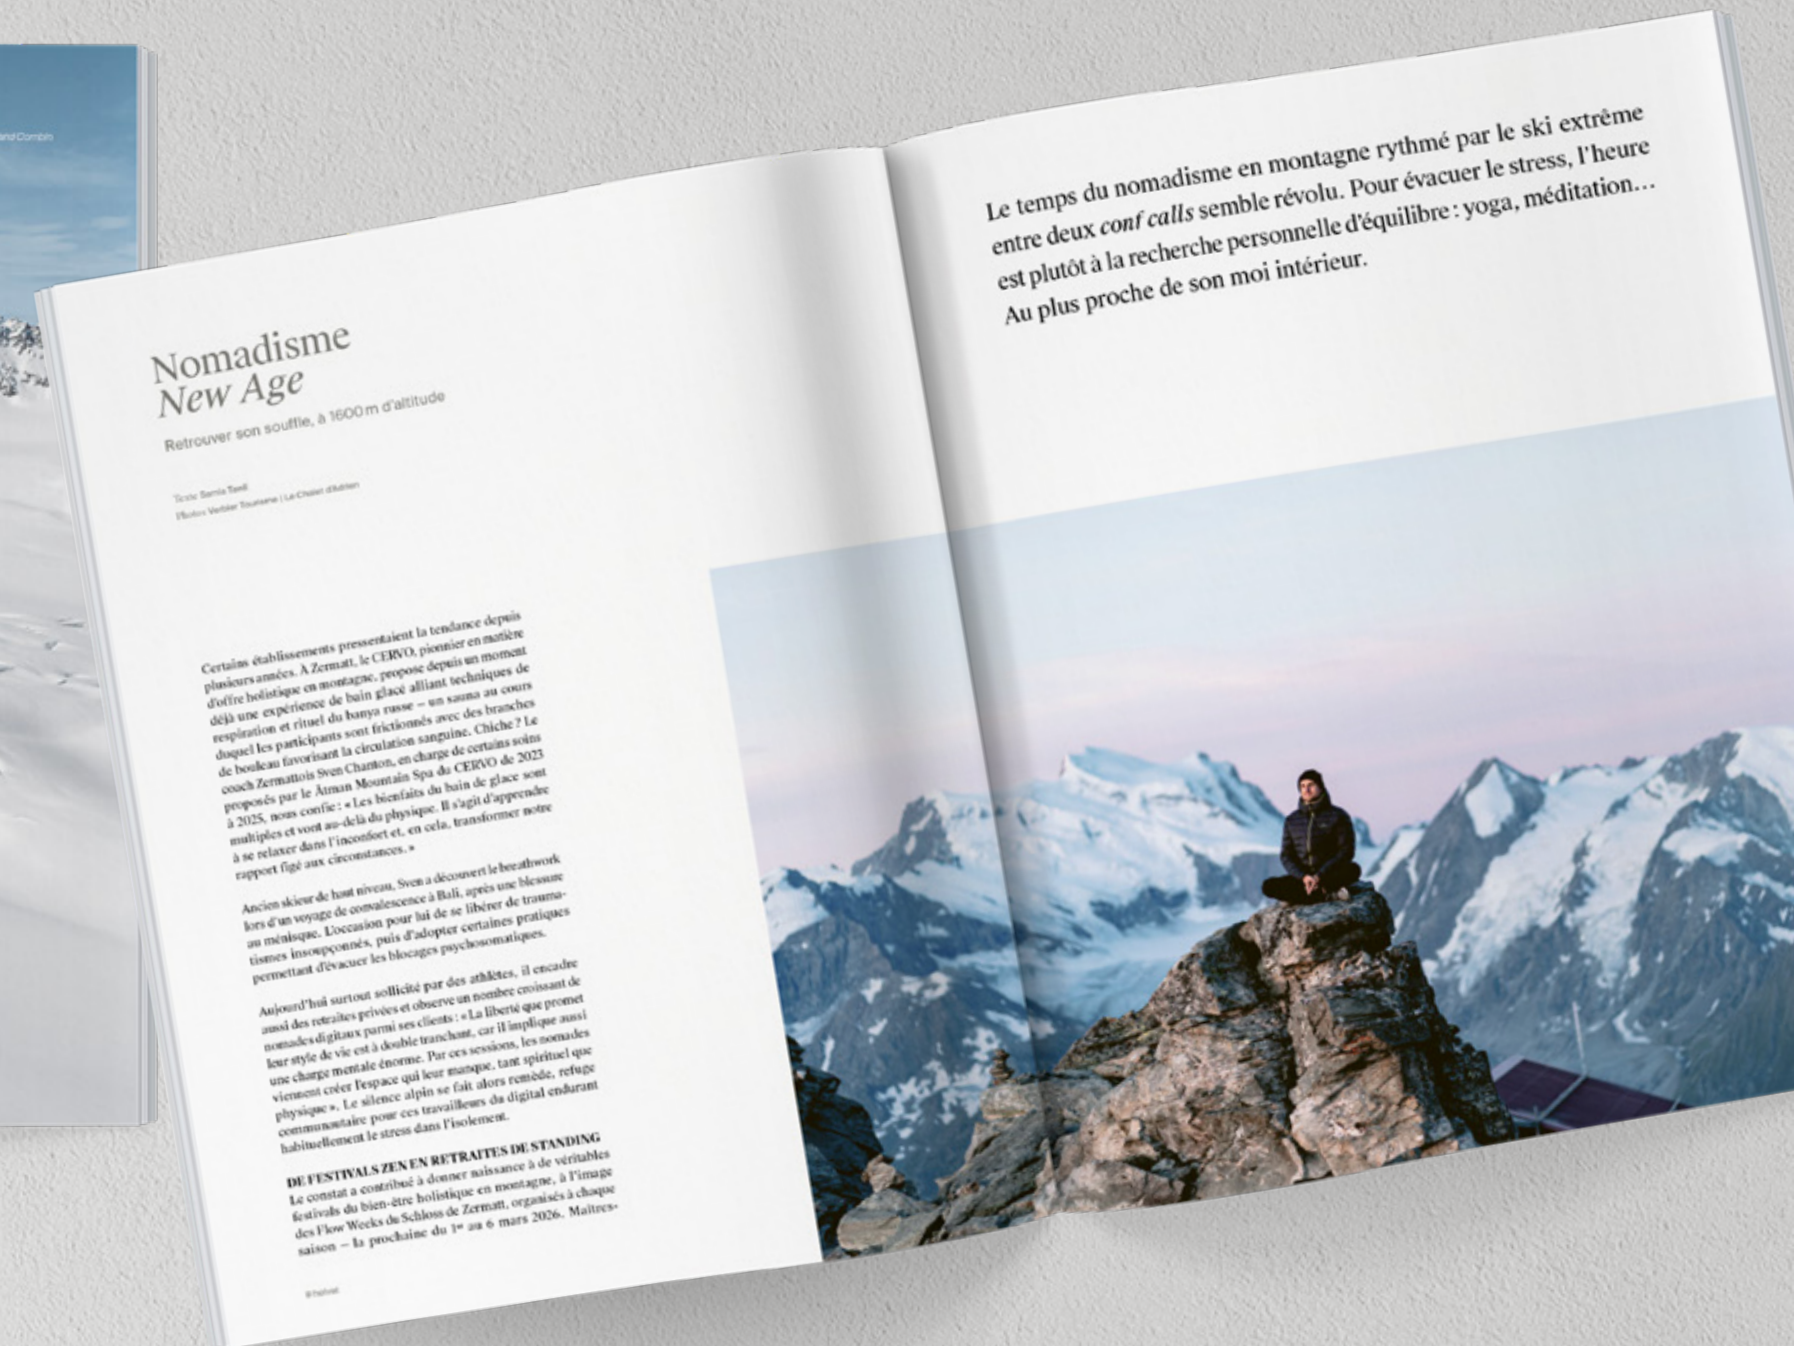 and Combin
Nomadisme
New Age
Retrouver son souffle, à 1600 m d'altitude
Texte Samia Tawil
Photos Verbier Tourisme | Le Chalet d'Adrien
Certains établissements pressentaient la tendance depuis
plusieurs années. À Zermatt, le CERVO, pionnier en matière
d'offre holistique en montagne, propose depuis un moment
déjà une expérience de bain glacé alliant techniques de
respiration et rituel du banya russe – un sauna au cours
duquel les participants sont frictionnés avec des branches
de bouleau favorisant la circulation sanguine. Chiche ? Le
coach Zermattois Sven Chanton, en charge de certains soins
proposés par le Ātman Mountain Spa du CERVO de 2023
à 2025, nous confie : « Les bienfaits du bain de glace sont
multiples et vont au-delà du physique. Il s'agit d'apprendre
à se relaxer dans l'inconfort et, en cela, transformer notre
rapport figé aux circonstances. »
Ancien skieur de haut niveau, Sven a découvert le breathwork
lors d'un voyage de convalescence à Bali, après une blessure
au ménisque. L'occasion pour lui de se libérer de trauma-
tismes insoupçonnés, puis d'adopter certaines pratiques
permettant d'évacuer les blocages psychosomatiques.
Aujourd'hui surtout sollicité par des athlètes, il encadre
aussi des retraites privées et observe un nombre croissant de
nomades digitaux parmi ses clients : « La liberté que promet
leur style de vie est à double tranchant, car il implique aussi
une charge mentale énorme. Par ces sessions, les nomades
viennent créer l'espace qui leur manque, tant spirituel que
physique ». Le silence alpin se fait alors remède, refuge
communautaire pour ces travailleurs du digital endurant
habituellement le stress dans l'isolement.
DE FESTIVALS ZEN EN RETRAITES DE STANDING
Le constat a contribué à donner naissance à de véritables
festivals du bien-être holistique en montagne, à l'image
des Flow Weeks du Schloss de Zermatt, organisés à chaque
saison – la prochaine du 1er au 6 mars 2026. Maîtres-
Le temps du nomadisme en montagne rythmé par le ski extrême
entre deux conf calls semble révolu. Pour évacuer le stress, l'heure
est plutôt à la recherche personnelle d'équilibre : yoga, méditation…
Au plus proche de son moi intérieur.